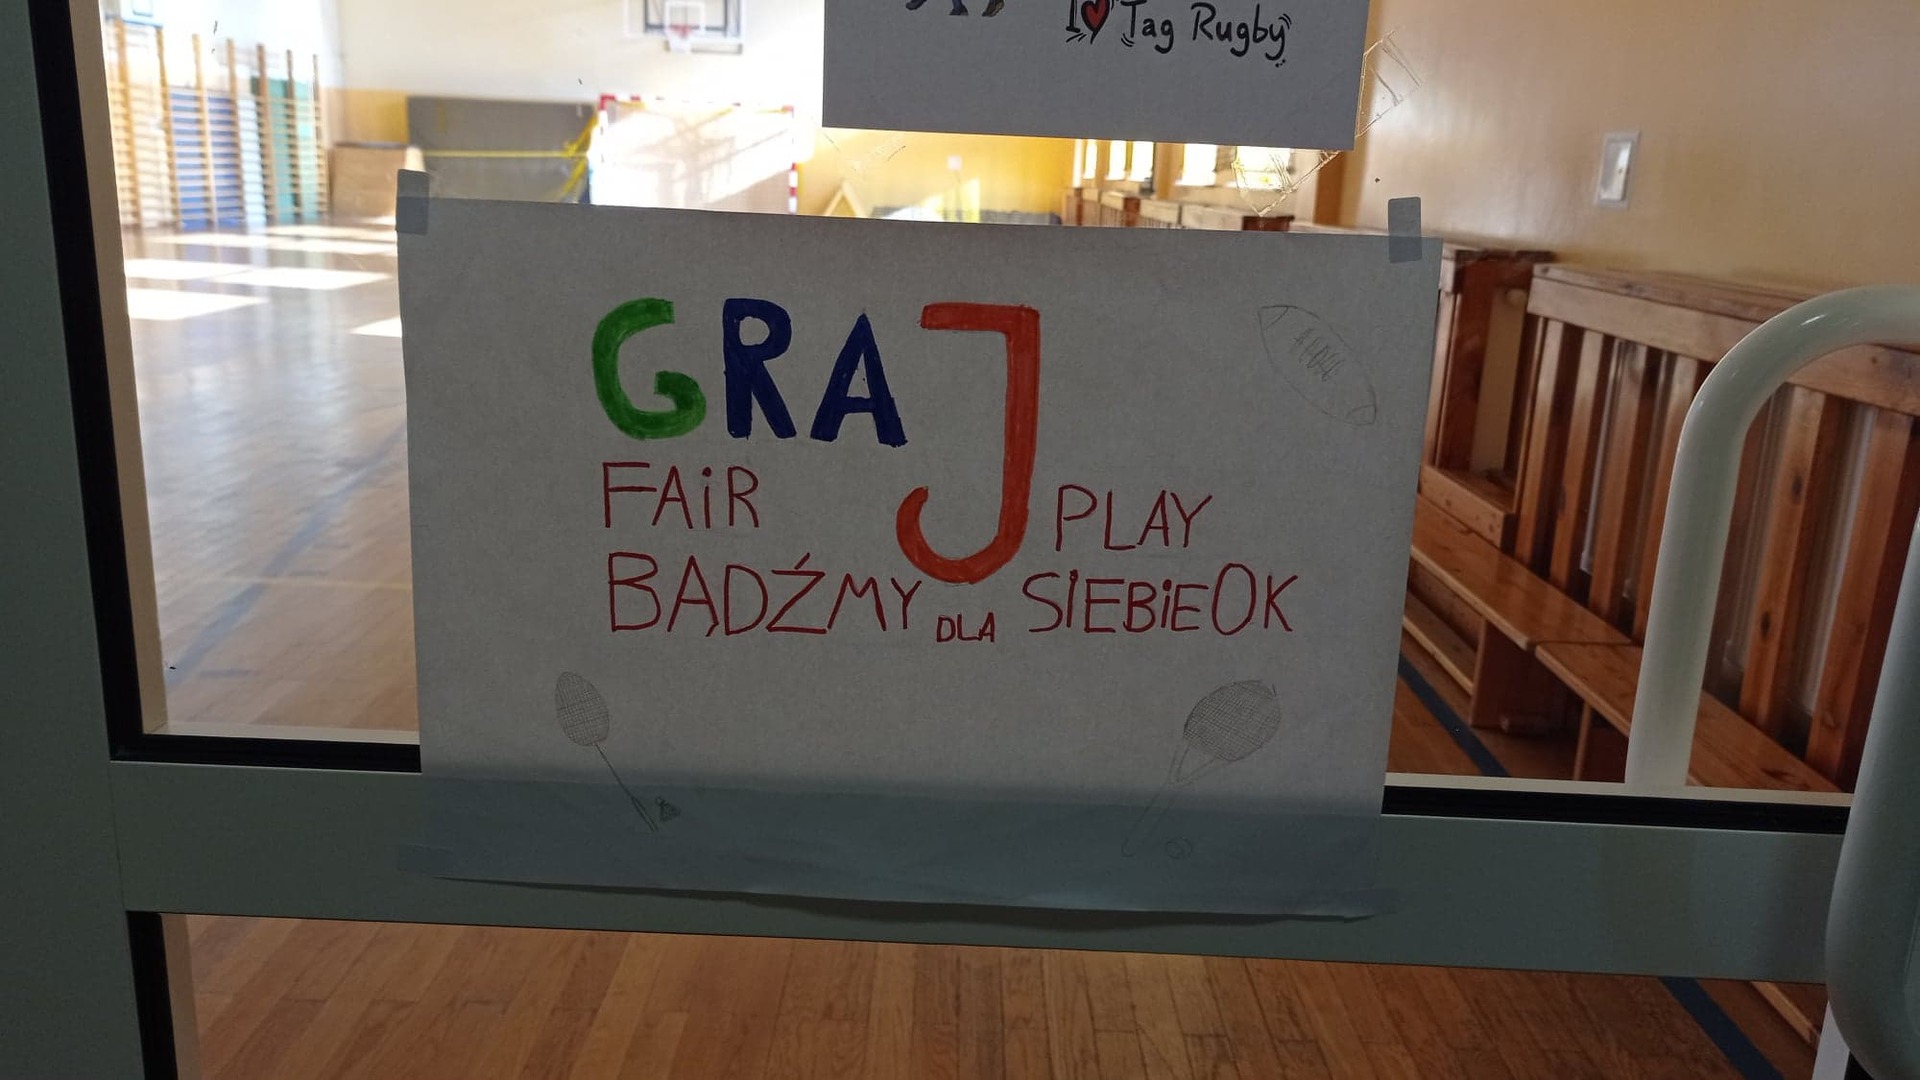 I ♥ Tag Rugby
GRAJ
FAiR PLAY
BĄDŹMY DLA SIEBiE OK